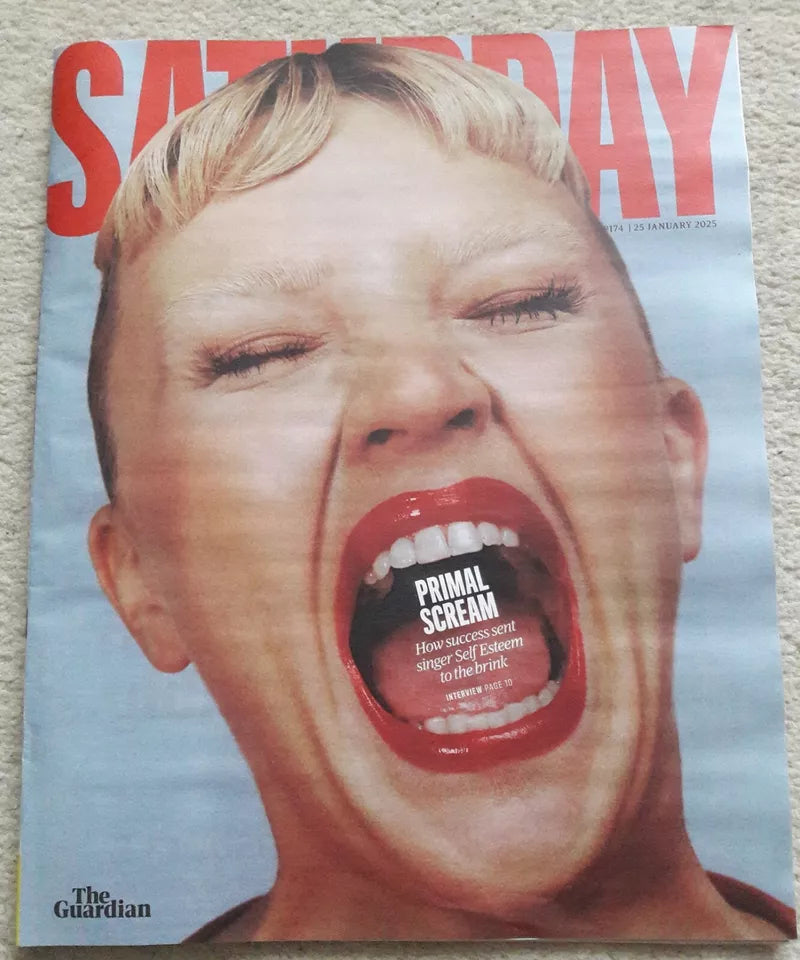 SATURDAY
174 | 25 JANUARY 2025
PRIMAL
SCREAM
How success sent
singer Self Esteem
to the brink
INTERVIEW PAGE 10
The
Guardian